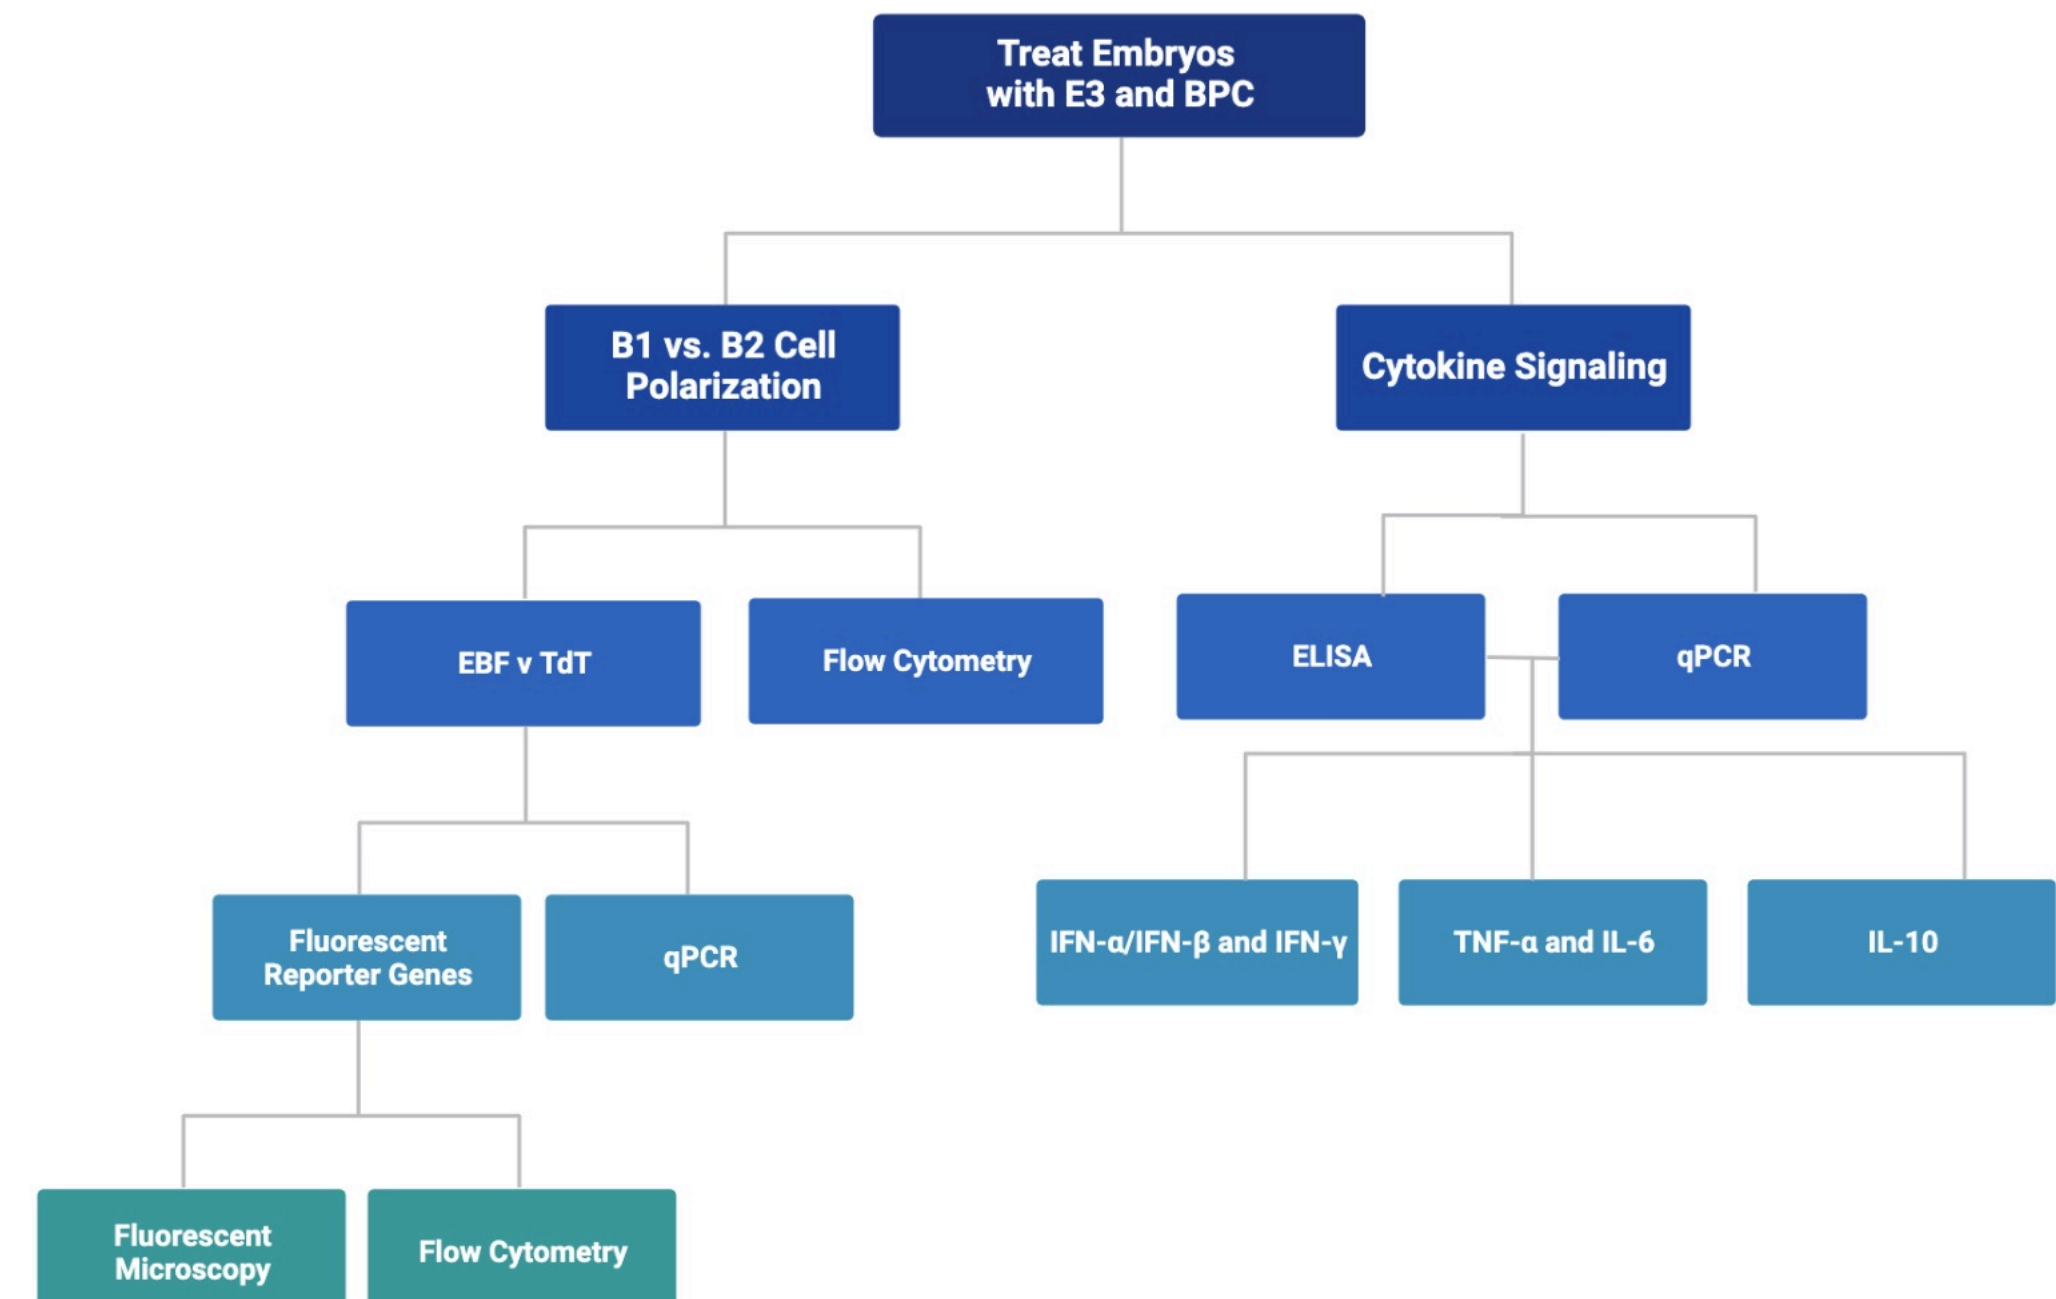 Treat Embryos
with E3 and BPC
B1 vs. B2 Cell
Polarization
Cytokine Signaling
EBF v TdT
Flow Cytometry
ELISA
qPCR
Fluorescent
Reporter Genes
qPCR
IFN-α/IFN-β and IFN-γ
TNF-α and IL-6
IL-10
Fluorescent
Microscopy
Flow Cytometry